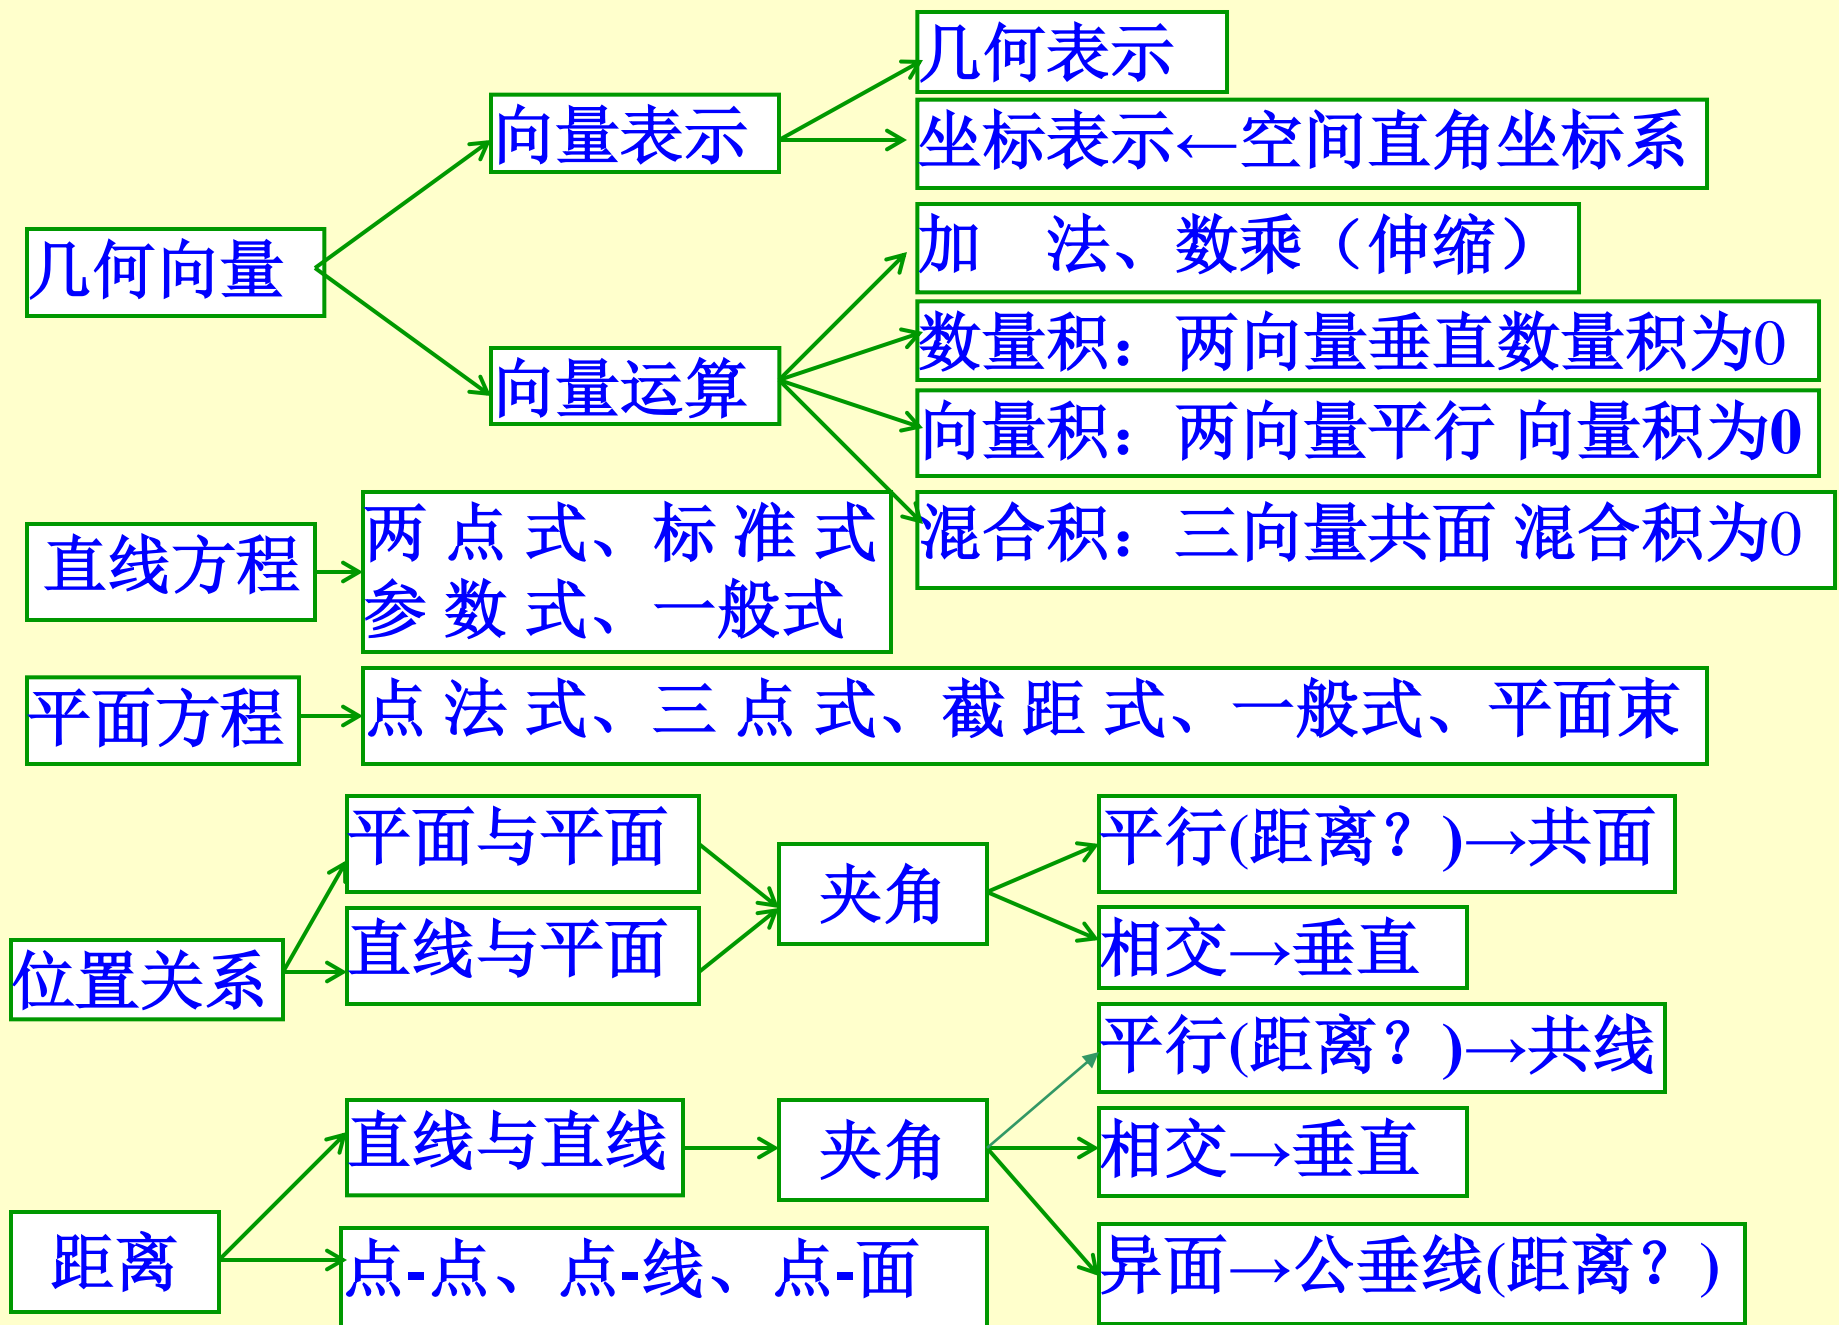 几何表示
向量表示
坐标表示←空间直角坐标系
加 法、数乘（伸缩）
几何向量
数量积：两向量垂直数量积为0
向量运算
向量积：两向量平行 向量积为0
混合积：三向量共面 混合积为0
直线方程
两 点 式、标 准 式
参 数 式、一般式
平面方程
点 法 式、三 点 式、截 距 式、一般式、平面束
平面与平面
平行(距离？)→共面
夹角
直线与平面
相交→垂直
位置关系
平行(距离？)→共线
直线与直线
夹角
相交→垂直
距离
点-点、点-线、点-面
异面→公垂线(距离？)